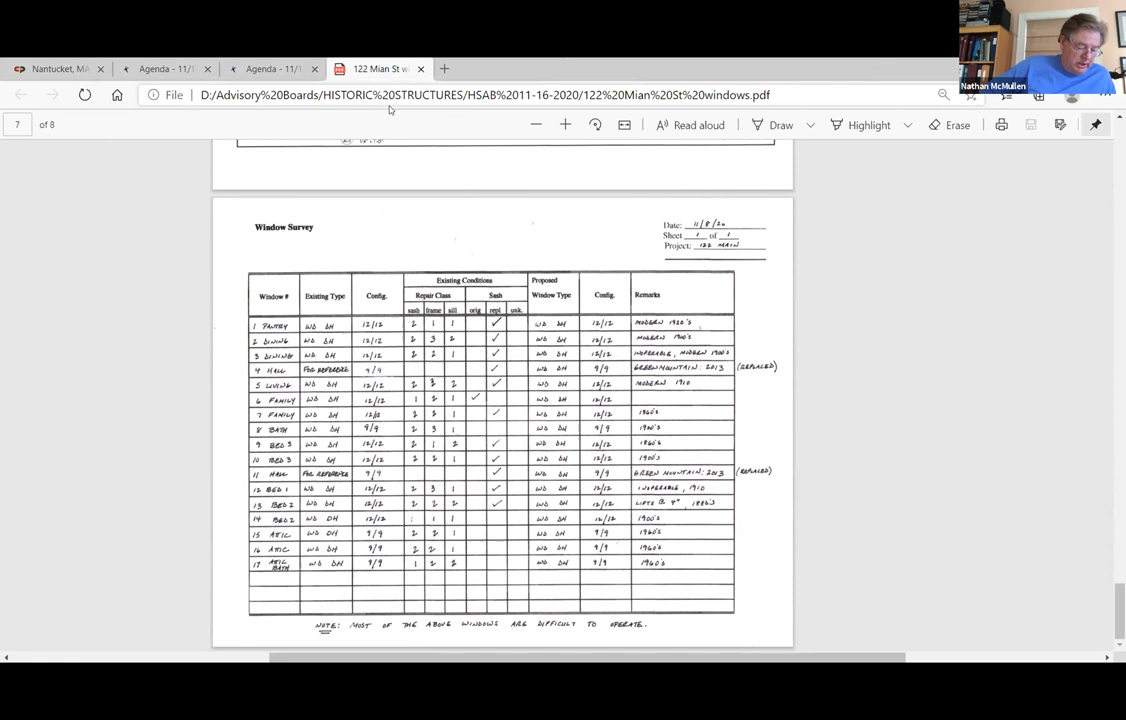 Nathan McMullen
Nantucket, MA
Agenda - 11/1
Agenda - 11/1
122 Mian St wi
File D:/Advisory%20Boards/HISTORIC%20STRUCTURES/HSAB%2011-16-2020/122%20Mian%20St%20windows.pdf
7 of 8
Read aloud Draw Highlight Erase
Window Survey
Date: 11/8/20
Sheet 1 of 1
Project: 122 MAIN
Existing Conditions Proposed
Window # Existing Type Config. Repair Class Sash Window Type Config. Remarks
sash frame sill orig repl unk.
1 PANTRY WD DH 12/12 2 1 1 ✓ WD DH 12/12 MODERN 1920's
2 DINING WD DH 12/12 2 3 2 ✓ WD DH 12/12 MODERN 1900's
3 DINING WD DH 12/12 2 2 1 ✓ WD DH 12/12 INOPERABLE, MODERN 1900's
4 HALL FOR REFERENCE 9/9 ✓ WD DH 9/9 GREEN MOUNTAIN: 2013 (REPLACED)
5 LIVING WD DH 12/12 2 3 2 ✓ WD DH 12/12 MODERN 1910
6 FAMILY WD DH 12/12 1 2 1 ✓ WD DH 12/12
7 FAMILY WD DH 12/12 2 2 1 ✓ WD DH 12/12 1860's
8 BATH WD DH 9/9 2 3 1 WD DH 9/9 1900's
9 BED 3 WD DH 12/12 2 1 2 ✓ WD DH 12/12 1860's
10 BED 3 WD DH 12/12 2 2 1 ✓ WD DH 12/12 1900's
11 HALL FOR REFERENCE 9/9 ✓ WD DH 9/9 GREEN MOUNTAIN: 2013 (REPLACED)
12 BED 1 WD DH 12/12 2 3 1 ✓ WD DH 12/12 INOPERABLE, 1910
13 BED 2 WD DH 12/12 2 2 2 ✓ WD DH 12/12 LIFTS @ 4", 1880's
14 BED 2 WD DH 12/12 1 1 WD DH 12/12 1900's
15 ATIC WD DH 9/9 2 2 1 WD DH 9/9 1960's
16 ATIC WD DH 9/9 2 2 1 WD DH 9/9 1960's
17 ATIC BATH WD DH 9/9 1 2 2 WD DH 9/9 1960's
NOTE: MOST OF THE ABOVE WINDOWS ARE DIFFICULT TO OPERATE.